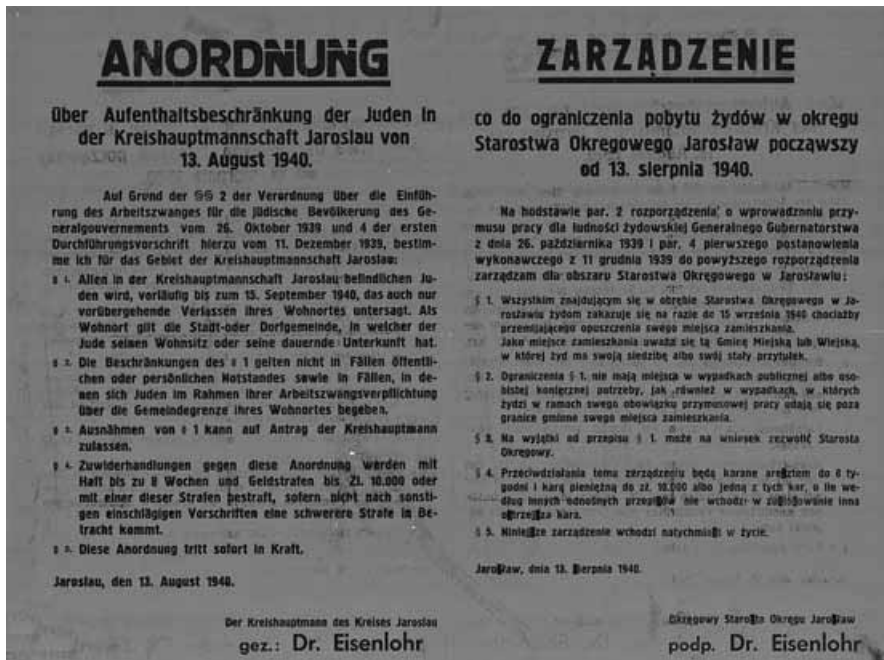 ANORDNUNG
über Aufenthaltsbeschränkung der Juden in
der Kreishauptmannschaft Jaroslau von
13. August 1940.
Auf Grund der §§ 2 der Verordnung über die Einfüh-
rung des Arbeitszwanges für die jüdische Bevölkerung des Ge-
neralgouvernements vom 26. Oktober 1939 und 4 der ersten
Durchführungsvorschrift hierzu vom 11. Dezember 1939, bestim-
me ich für das Gebiet der Kreishauptmannschaft Jaroslau:
§ 1. Allen in der Kreishauptmannschaft Jaroslau befindlichen Ju-
den wird, vorläufig bis zum 15. September 1940, das auch nur
vorübergehende Verlassen ihres Wohnortes untersagt. Als
Wohnort gilt die Stadt-oder Dorfgemeinde, in welcher der
Jude seinen Wohnsitz oder seine dauernde Unterkunft hat.
§ 2. Die Beschränkungen des § 1 gelten nicht in Fällen öffentli-
chen oder persönlichen Notstandes sowie in Fällen, in de-
nen sich Juden im Rahmen ihrer Arbeitszwangsverpflichtung
über die Gemeindegrenze ihres Wohnortes begeben.
§ 3. Ausnahmen von § 1 kann auf Antrag der Kreishauptmann
zulassen.
§ 4. Zuwiderhandlungen gegen diese Anordnung werden mit
Haft bis zu 8 Wochen und Geldstrafen bis Zl. 10.000 oder
mit einer dieser Strafen bestraft, sofern nicht nach sonsti-
gen einschlägigen Vorschriften eine schwerere Strafe in Be-
tracht kommt.
§ 5. Diese Anordnung tritt sofort in Kraft.
Jaroslau, den 13. August 1940.
Der Kreishauptmann des Kreises Jaroslau
gez.: Dr. Eisenlohr
ZARZĄDZENIE
co do ograniczenia pobytu żydów w okręgu
Starostwa Okręgowego Jarosław począwszy
od 13. sierpnia 1940.
Na hodstawie par. 2 rozporządzenia o wprowadznniu przy-
musu pracy dla ludności żydowskiej Generalnego Gubernatorstwa
z dnia 26. października 1939 i par. 4 pierwszego postanowienia
wykonawczego z 11 grudnia 1939 do powyższego rozporządzenia
zarządzam dla obszaru Starostwa Okręgowego w Jarosławiu:
§ 1. Wszystkim znajdującym się w obrębie Starostwa Okręgowego w Ja-
rosławiu żydom zakazuje się na razie do 15 września 1940 chociażby
przemijającego opuszczenia swego miejsca zamieszkania.
Jako miejsce zamieszkania uważa się tą Gminę Miejską lub Wiejską,
w której żyd ma swoją siedzibę albo swój stały przytułek.
§ 2. Ograniczenia § 1. nie mają miejsca w wypadkach publicznej albo oso-
bistej koniecznej potrzeby, jak również w wypadkach, w których
żydzi w ramach swego obowiązku przymusowej pracy udają się poza
granice gminne swego miejsca zamieszkania.
§ 3. Na wyjątki od przepisu § 1. może na wniosek zezwolić Starosta
Okręgowy.
§ 4. Przeciwdziałania temu zarządzeniu będą karane aresztem do 8 ty-
godni i karą pieniężną do zł. 10.000 albo jedną z tych kar, o ile we-
dług innych odnośnych przepisów nie wchodzi w zastosowanie inna
ostrzejsza kara.
§ 5. Niniejsze zarządzenie wchodzi natychmiast w życie.
Jarosław, dnia 13. sierpnia 1940.
Okręgowy Starosta Okręgu Jarosław
podp. Dr. Eisenlohr